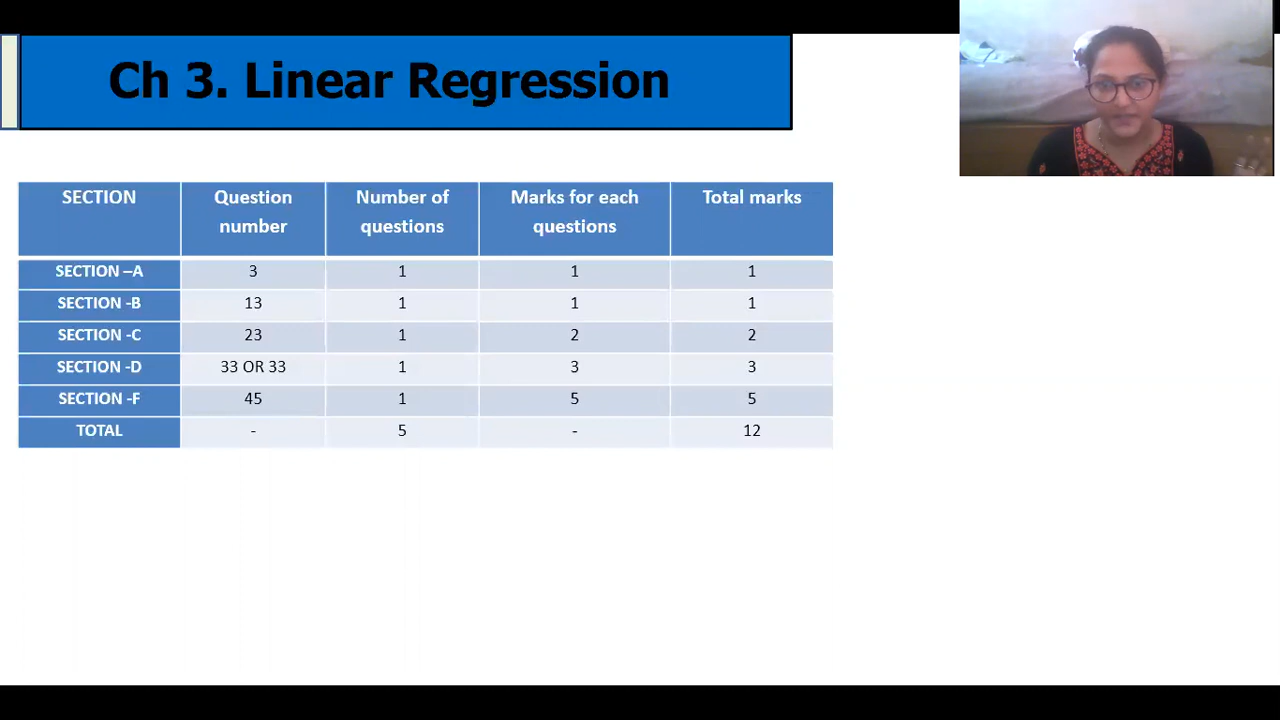 Ch 3. Linear Regression
SECTION Question number Number of questions Marks for each questions Total marks
SECTION –A 3 1 1 1
SECTION -B 13 1 1 1
SECTION -C 23 1 2 2
SECTION -D 33 OR 33 1 3 3
SECTION -F 45 1 5 5
TOTAL - 5 - 12